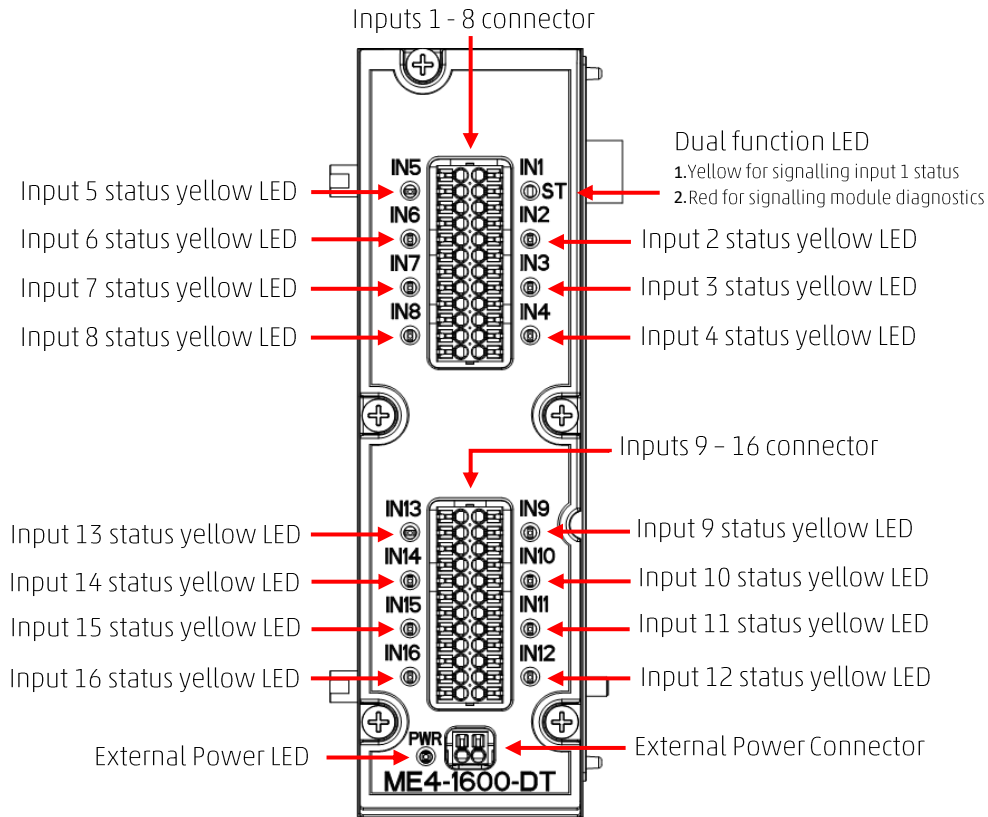 Inputs 1 - 8 connector
Dual function LED
1.Yellow for signalling input 1 status
2.Red for signalling module diagnostics
IN5
IN1
Input 5 status yellow LED
ST
IN6
IN2
Input 6 status yellow LED
Input 2 status yellow LED
IN7
IN3
Input 7 status yellow LED
Input 3 status yellow LED
IN8
IN4
Input 8 status yellow LED
Input 4 status yellow LED
Inputs 9 – 16 connector
IN13
IN9
Input 13 status yellow LED
Input 9 status yellow LED
IN14
IN10
Input 14 status yellow LED
Input 10 status yellow LED
IN15
IN11
Input 15 status yellow LED
Input 11 status yellow LED
IN16
IN12
Input 16 status yellow LED
Input 12 status yellow LED
PWR
External Power LED
External Power Connector
ME4-1600-DT